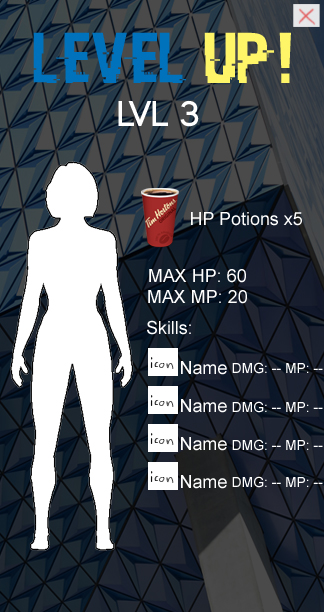 LEVEL UP!
LVL 3
Tim Hortons
HP Potions x5
MAX HP: 60
MAX MP: 20
Skills:
icon Name DMG: -- MP: --
icon Name DMG: -- MP: --
icon Name DMG: -- MP: --
icon Name DMG: -- MP: --